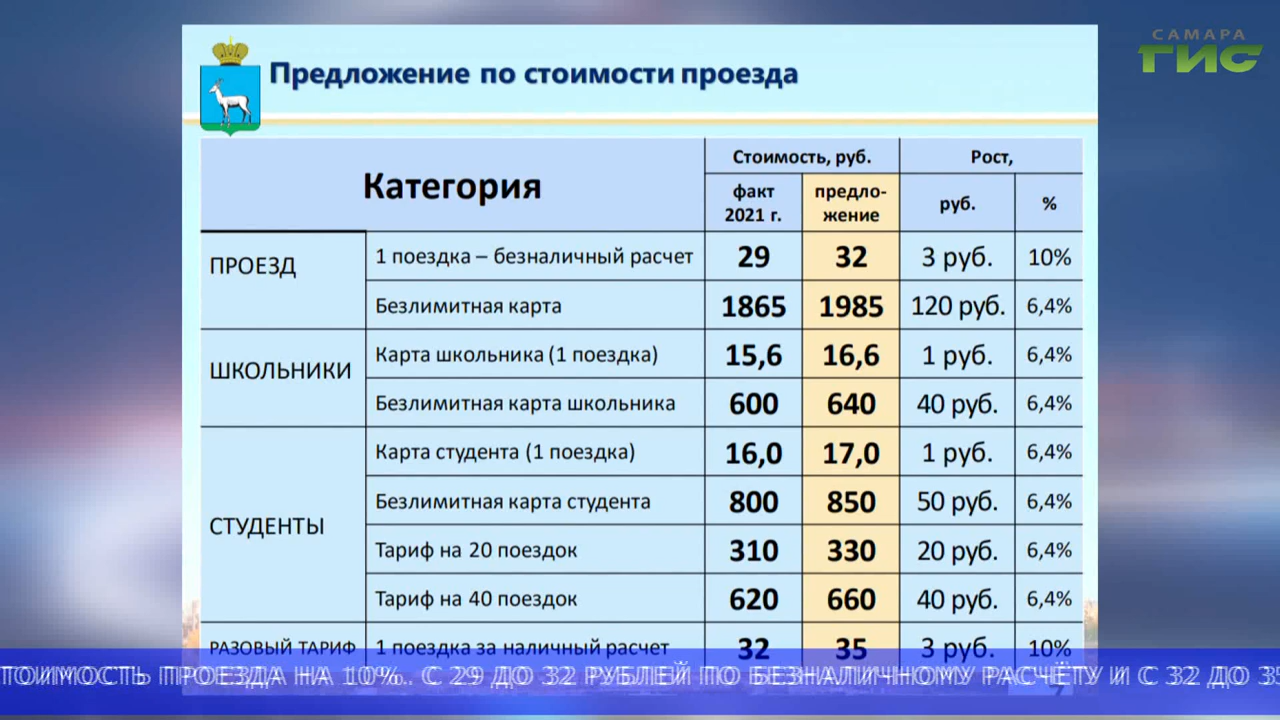 САМАРА
ГИС
Предложение по стоимости проезда
Категория
Стоимость, руб.
Рост,
факт 2021 г.
предло-жение
руб.
%
ПРОЕЗД
1 поездка – безналичный расчет 29 32 3 руб. 10%
Безлимитная карта 1865 1985 120 руб. 6,4%
ШКОЛЬНИКИ
Карта школьника (1 поездка) 15,6 16,6 1 руб. 6,4%
Безлимитная карта школьника 600 640 40 руб. 6,4%
СТУДЕНТЫ
Карта студента (1 поездка) 16,0 17,0 1 руб. 6,4%
Безлимитная карта студента 800 850 50 руб. 6,4%
Тариф на 20 поездок 310 330 20 руб. 6,4%
Тариф на 40 поездок 620 660 40 руб. 6,4%
РАЗОВЫЙ ТАРИФ 1 поездка за наличный расчет 32 35 3 руб. 10%
ТОИМОСТЬ ПРОЕЗДА НА 10%. С 29 ДО 32 РУБЛЕЙ ПО БЕЗНАЛИЧНОМУ РАСЧЁТУ И С 32 ДО 35
7